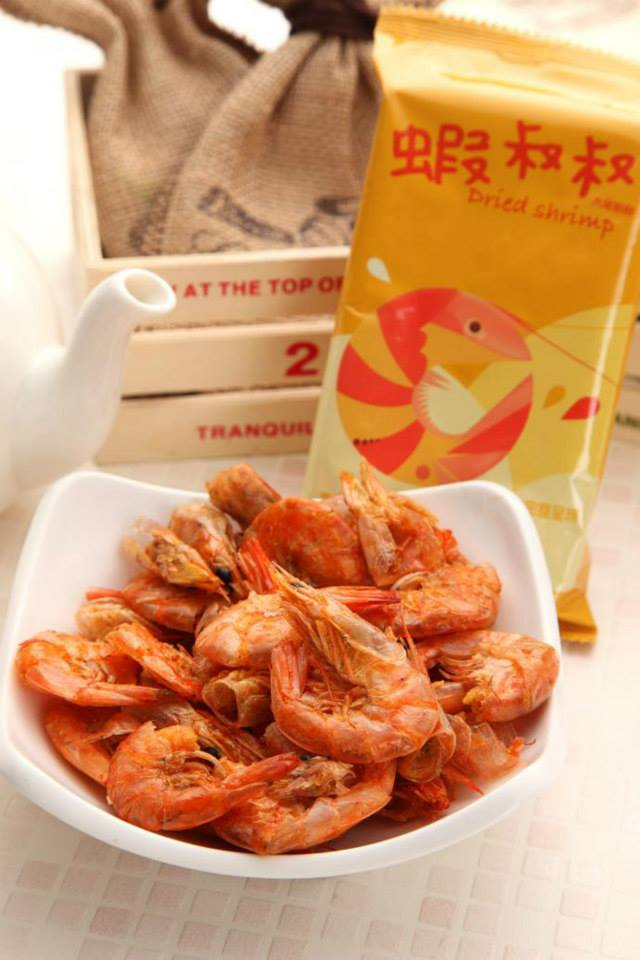 蝦叔叔
Dried shrimp
AT THE TOP OF
2
TRANQUIL